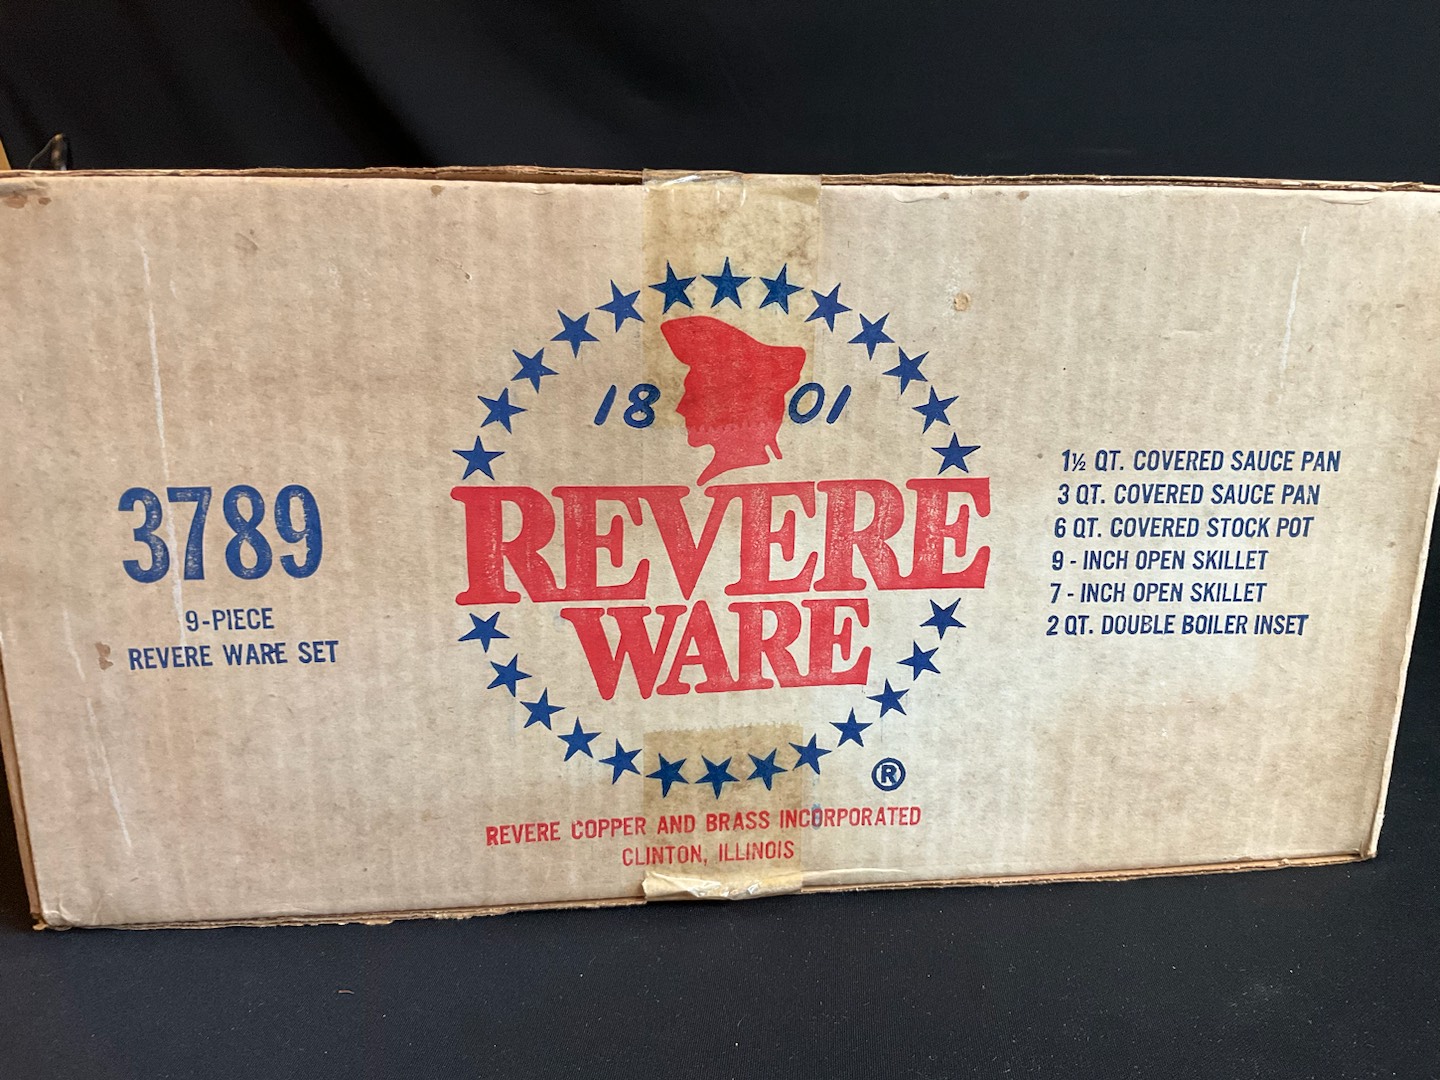 3789
9-PIECE
REVERE WARE SET
1801
REVERE
WARE
®
REVERE COPPER AND BRASS INCORPORATED
CLINTON, ILLINOIS
1½ QT. COVERED SAUCE PAN
3 QT. COVERED SAUCE PAN
6 QT. COVERED STOCK POT
9 - INCH OPEN SKILLET
7 - INCH OPEN SKILLET
2 QT. DOUBLE BOILER INSET